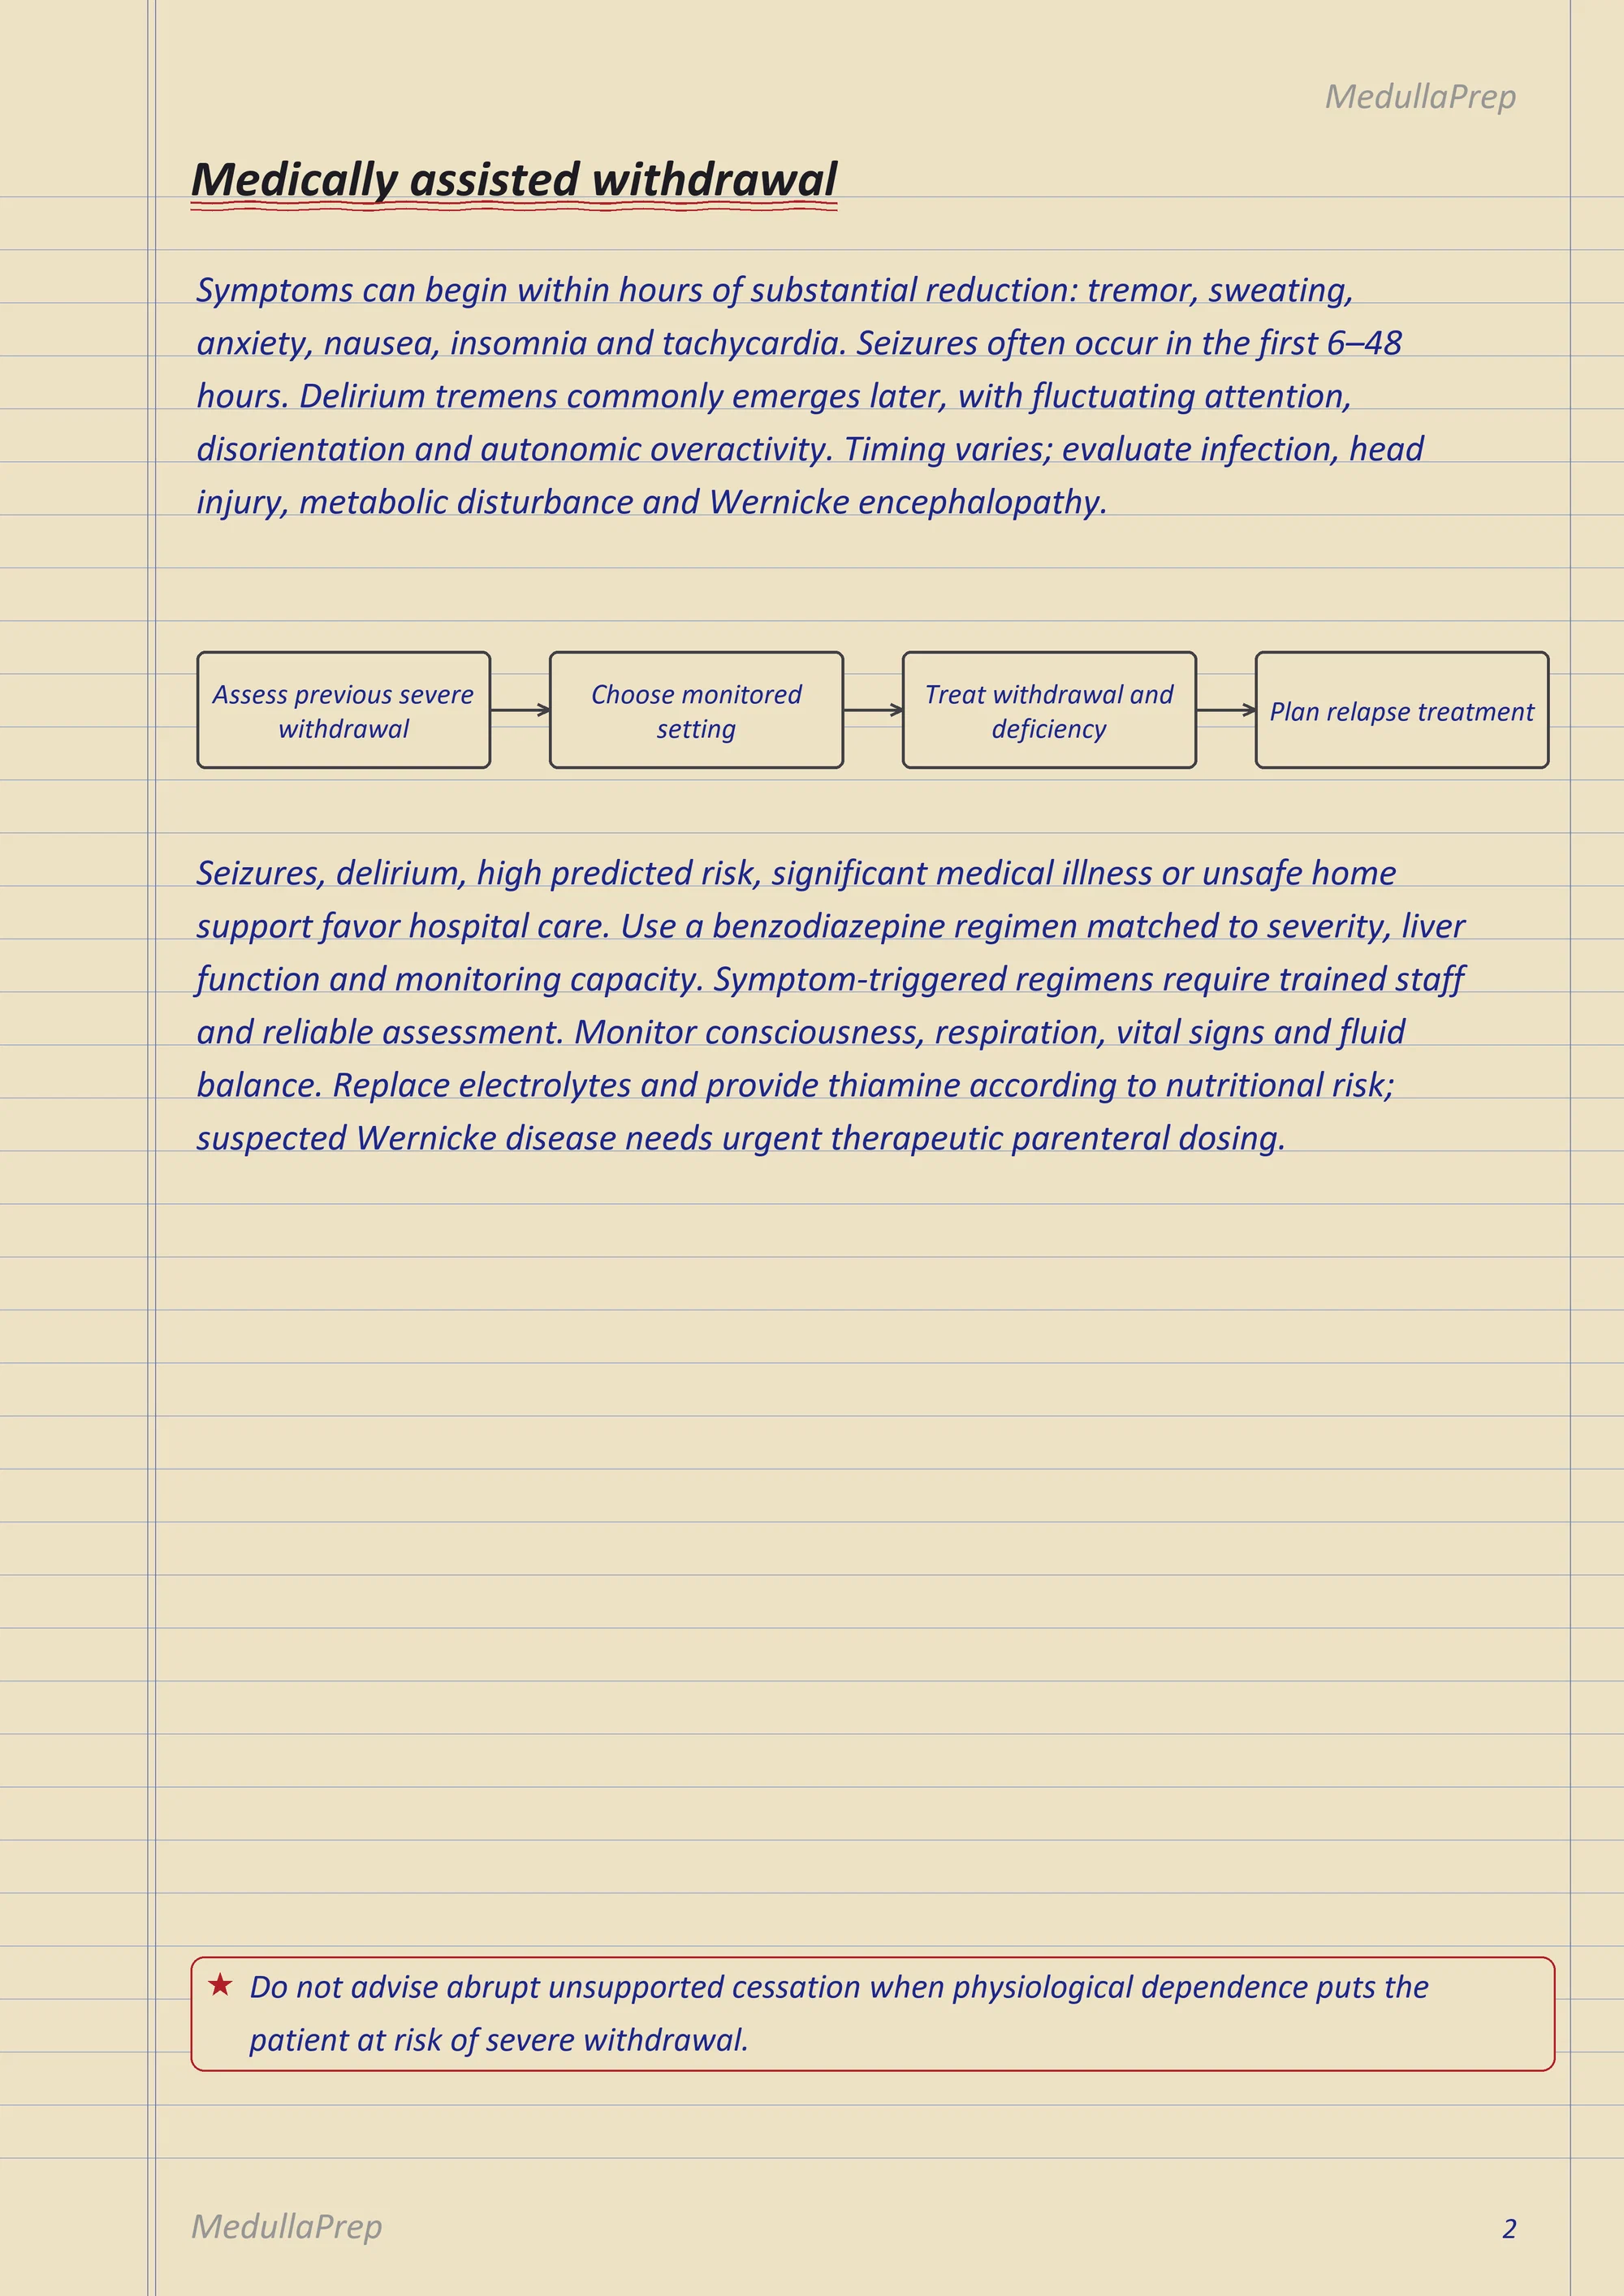 MedullaPrep
Medically assisted withdrawal
Symptoms can begin within hours of substantial reduction: tremor, sweating,
anxiety, nausea, insomnia and tachycardia. Seizures often occur in the first 6–48
hours. Delirium tremens commonly emerges later, with fluctuating attention,
disorientation and autonomic overactivity. Timing varies; evaluate infection, head
injury, metabolic disturbance and Wernicke encephalopathy.
Assess previous severe
withdrawal
Choose monitored
setting
Treat withdrawal and
deficiency
Plan relapse treatment
Seizures, delirium, high predicted risk, significant medical illness or unsafe home
support favor hospital care. Use a benzodiazepine regimen matched to severity, liver
function and monitoring capacity. Symptom-triggered regimens require trained staff
and reliable assessment. Monitor consciousness, respiration, vital signs and fluid
balance. Replace electrolytes and provide thiamine according to nutritional risk;
suspected Wernicke disease needs urgent therapeutic parenteral dosing.
★ Do not advise abrupt unsupported cessation when physiological dependence puts the
patient at risk of severe withdrawal.
MedullaPrep
2